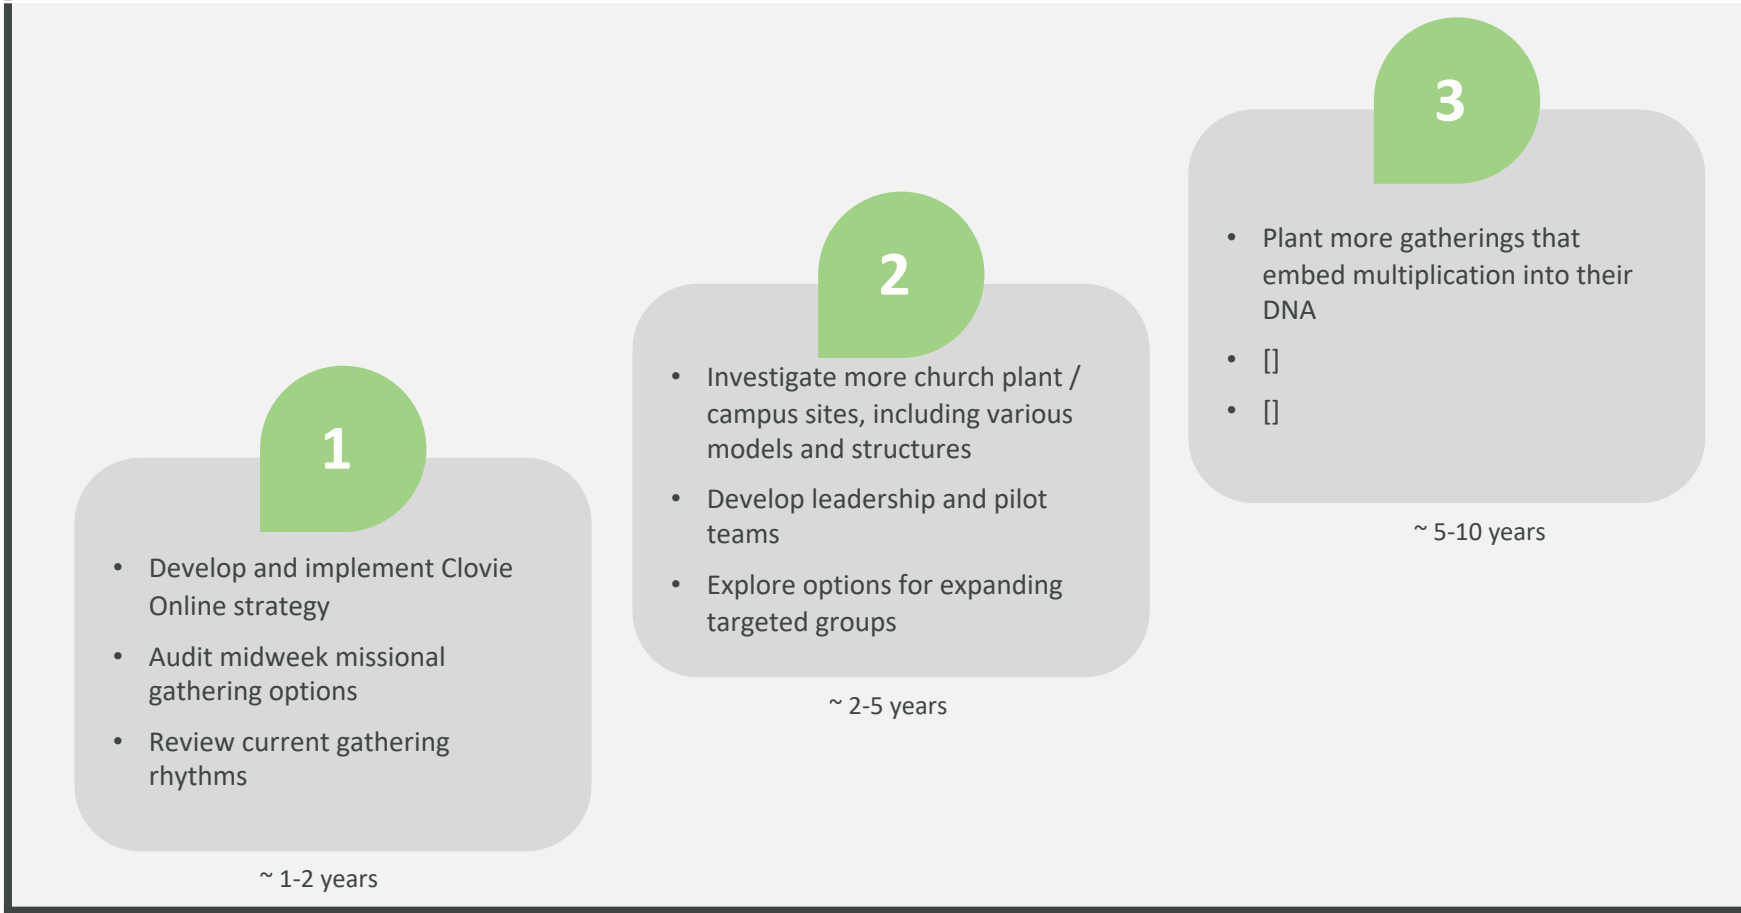 1
• Develop and implement Clovie
Online strategy
• Audit midweek missional
gathering options
• Review current gathering
rhythms
~ 1-2 years
2
• Investigate more church plant /
campus sites, including various
models and structures
• Develop leadership and pilot
teams
• Explore options for expanding
targeted groups
~ 2-5 years
3
• Plant more gatherings that
embed multiplication into their
DNA
• []
• []
~ 5-10 years